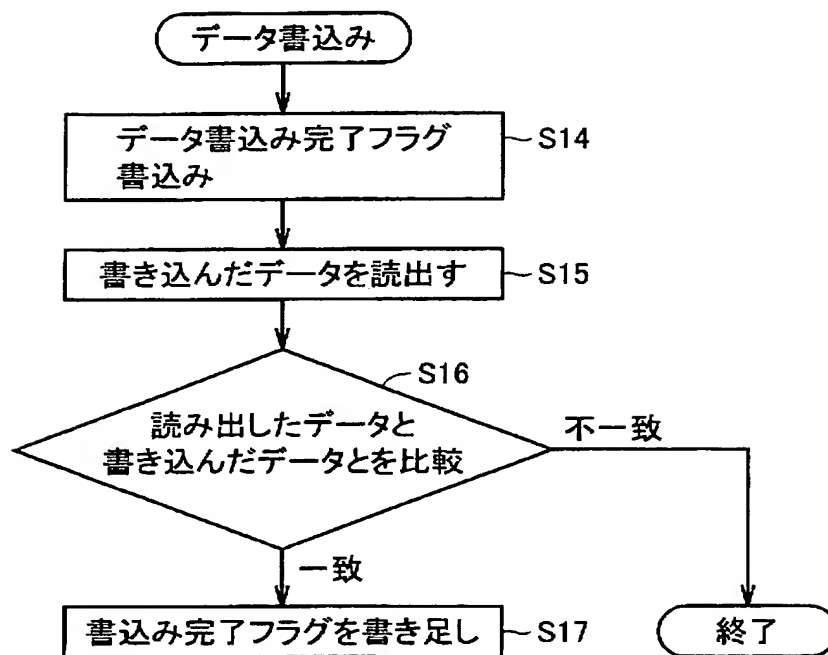 データ書込み
データ書込み完了フラグ
書込み
S14
書き込んだデータを読出す
S15
S16
読み出したデータと
書き込んだデータとを比較
不一致
一致
書込み完了フラグを書き足し
S17
終了